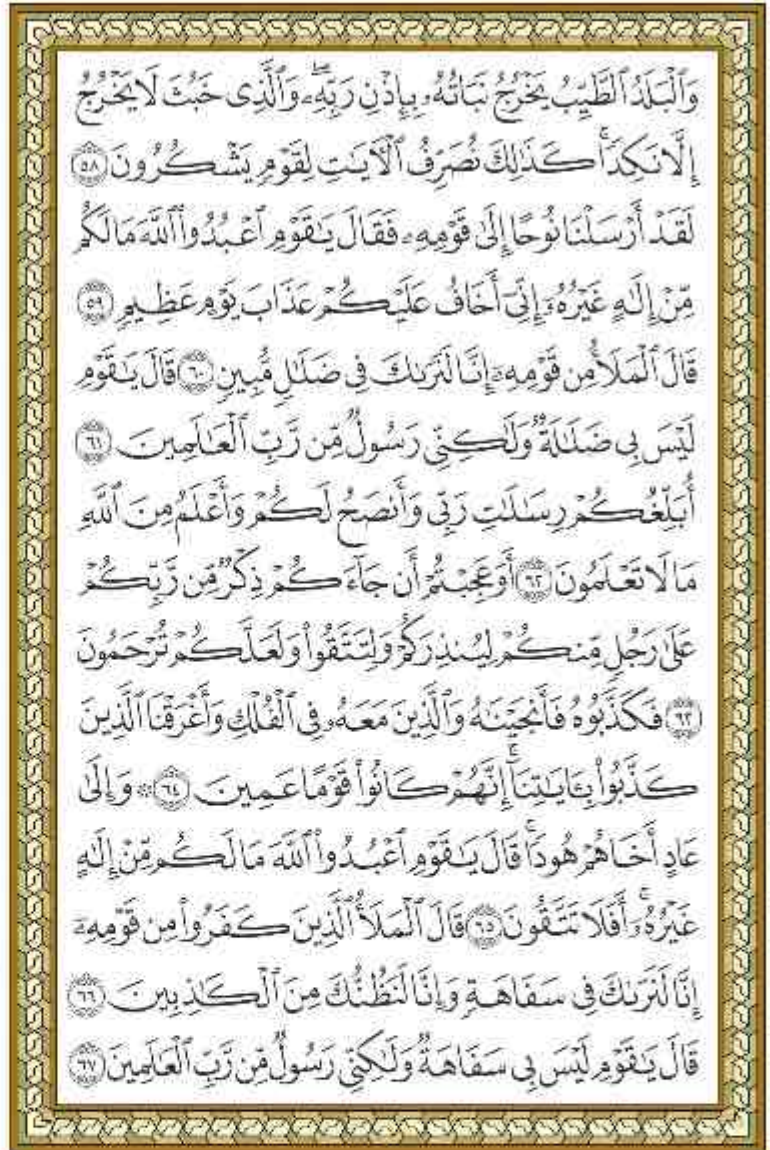 وَٱلْبَلَدُ ٱلطَّيِّبُ يَخْرُجُ نَبَاتُهُۥ بِإِذْنِ رَبِّهِۦ ۖ وَٱلَّذِى خَبُثَ لَا يَخْرُجُ
إِلَّا نَكِدًا ۚ كَذَٰلِكَ نُصَرِّفُ ٱلْءَايَٰتِ لِقَوْمٍ يَشْكُرُونَ ٥٨
لَقَدْ أَرْسَلْنَا نُوحًا إِلَىٰ قَوْمِهِۦ فَقَالَ يَٰقَوْمِ ٱعْبُدُوا۟ ٱللَّهَ مَا لَكُم
مِّنْ إِلَٰهٍ غَيْرُهُۥٓ إِنِّىٓ أَخَافُ عَلَيْكُمْ عَذَابَ يَوْمٍ عَظِيمٍ ٥٩
قَالَ ٱلْمَلَأُ مِن قَوْمِهِۦٓ إِنَّا لَنَرَىٰكَ فِى ضَلَٰلٍ مُّبِينٍ ٦٠ قَالَ يَٰقَوْمِ
لَيْسَ بِى ضَلَٰلَةٌ وَلَٰكِنِّى رَسُولٌ مِّن رَّبِّ ٱلْعَٰلَمِينَ ٦١
أُبَلِّغُكُمْ رِسَٰلَٰتِ رَبِّى وَأَنصَحُ لَكُمْ وَأَعْلَمُ مِنَ ٱللَّهِ
مَا لَا تَعْلَمُونَ ٦٢ أَوَعَجِبْتُمْ أَن جَآءَكُمْ ذِكْرٌ مِّن رَّبِّكُمْ
عَلَىٰ رَجُلٍ مِّنكُمْ لِيُنذِرَكُمْ وَلِتَتَّقُوا۟ وَلَعَلَّكُمْ تُرْحَمُونَ
٦٣ فَكَذَّبُوهُ فَأَنجَيْنَٰهُ وَٱلَّذِينَ مَعَهُۥ فِى ٱلْفُلْكِ وَأَغْرَقْنَا ٱلَّذِينَ
كَذَّبُوا۟ بِـَٔايَٰتِنَآ ۚ إِنَّهُمْ كَانُوا۟ قَوْمًا عَمِينَ ٦٤ ۞ وَإِلَىٰ
عَادٍ أَخَاهُمْ هُودًا ۗ قَالَ يَٰقَوْمِ ٱعْبُدُوا۟ ٱللَّهَ مَا لَكُم مِّنْ إِلَٰهٍ
غَيْرُهُۥٓ ۚ أَفَلَا تَتَّقُونَ ٦٥ قَالَ ٱلْمَلَأُ ٱلَّذِينَ كَفَرُوا۟ مِن قَوْمِهِۦٓ
إِنَّا لَنَرَىٰكَ فِى سَفَاهَةٍ وَإِنَّا لَنَظُنُّكَ مِنَ ٱلْكَٰذِبِينَ ٦٦
قَالَ يَٰقَوْمِ لَيْسَ بِى سَفَاهَةٌ وَلَٰكِنِّى رَسُولٌ مِّن رَّبِّ ٱلْعَٰلَمِينَ ٦٧